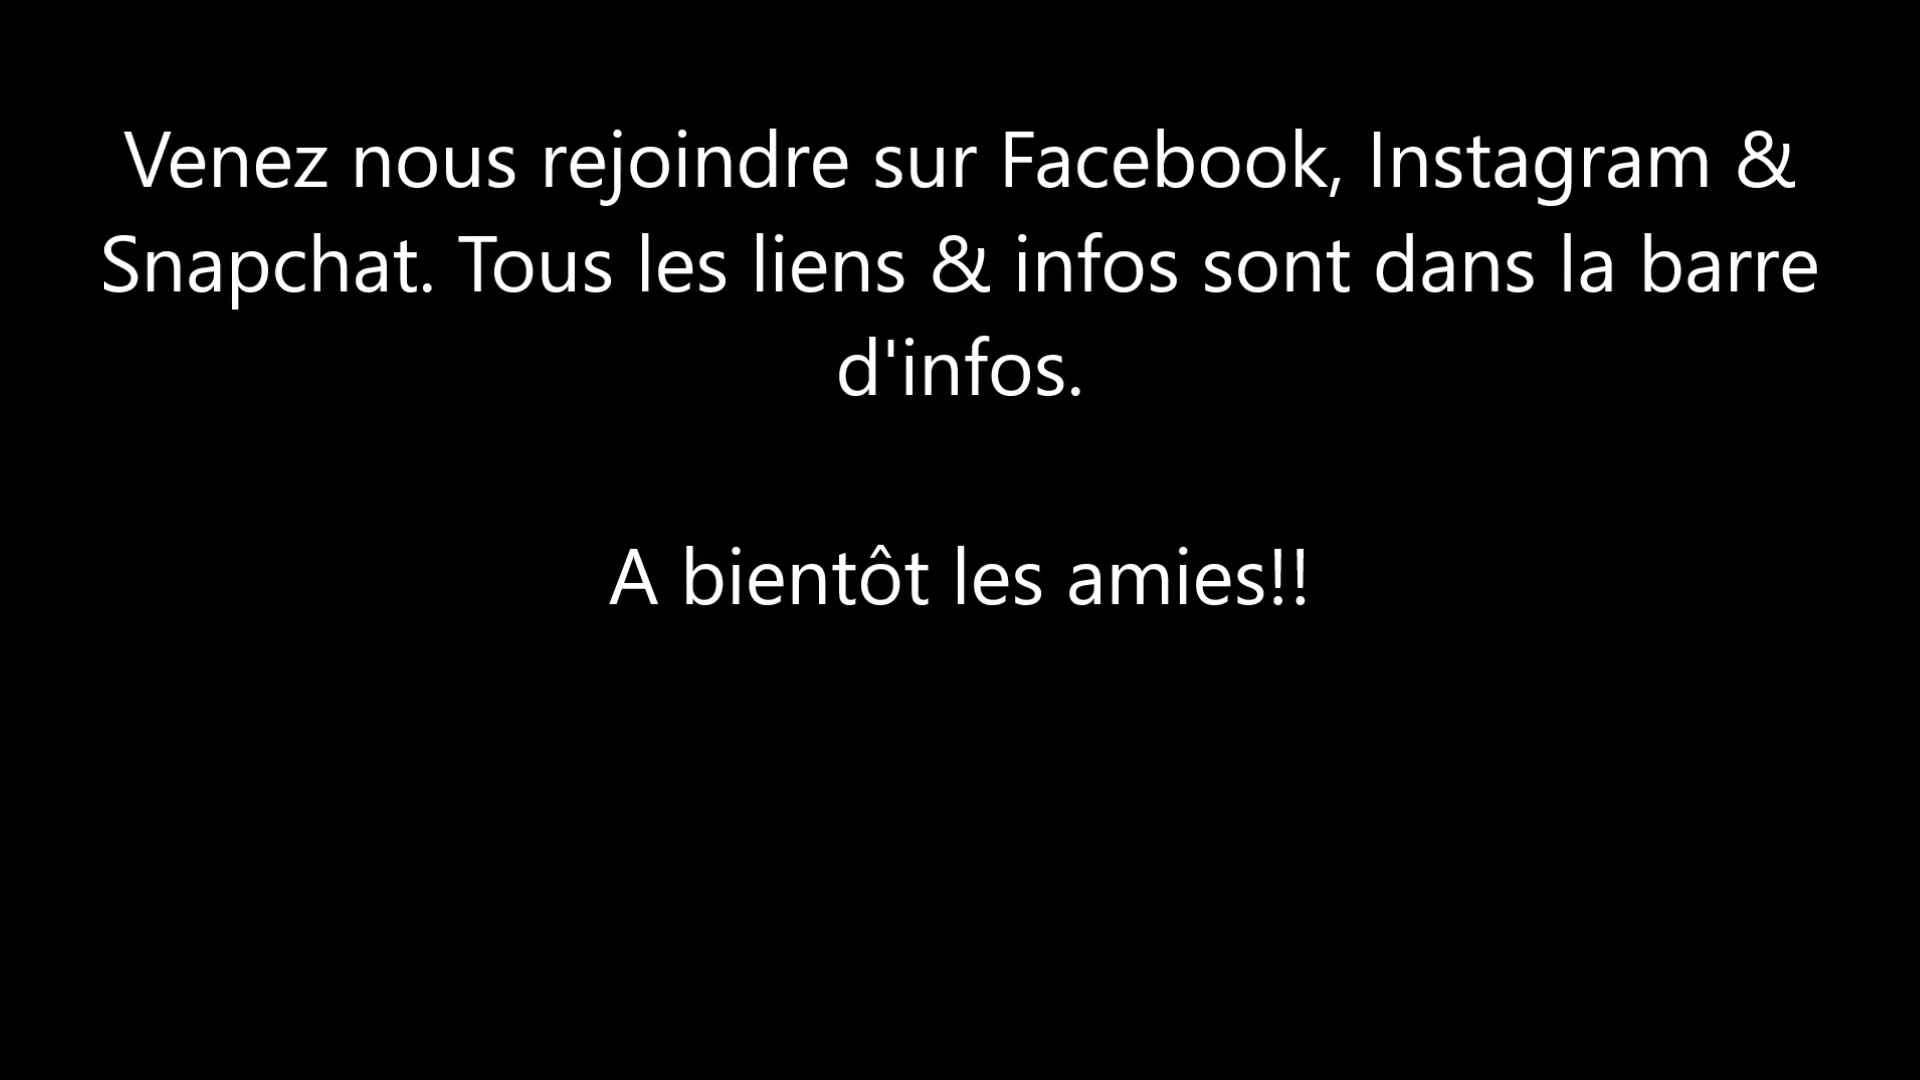 Venez nous rejoindre sur Facebook, Instagram &
Snapchat. Tous les liens & infos sont dans la barre
d'infos.
A bientôt les amies!!